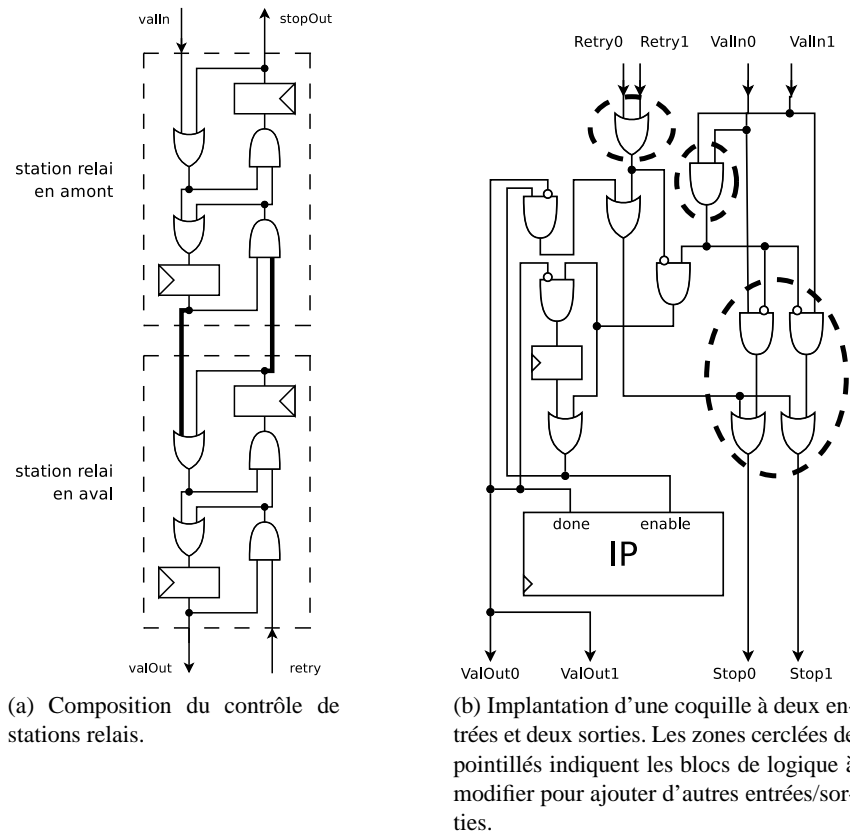 valIn stopOut
station relai
en amont
station relai
en aval
valOut retry
(a) Composition du contrôle de
stations relais.
Retry0 Retry1 ValIn0 ValIn1
done enable
IP
ValOut0 ValOut1 Stop0 Stop1
(b) Implantation d'une coquille à deux en-
trées et deux sorties. Les zones cerclées de
pointillés indiquent les blocs de logique à
modifier pour ajouter d'autres entrées/sor-
ties.